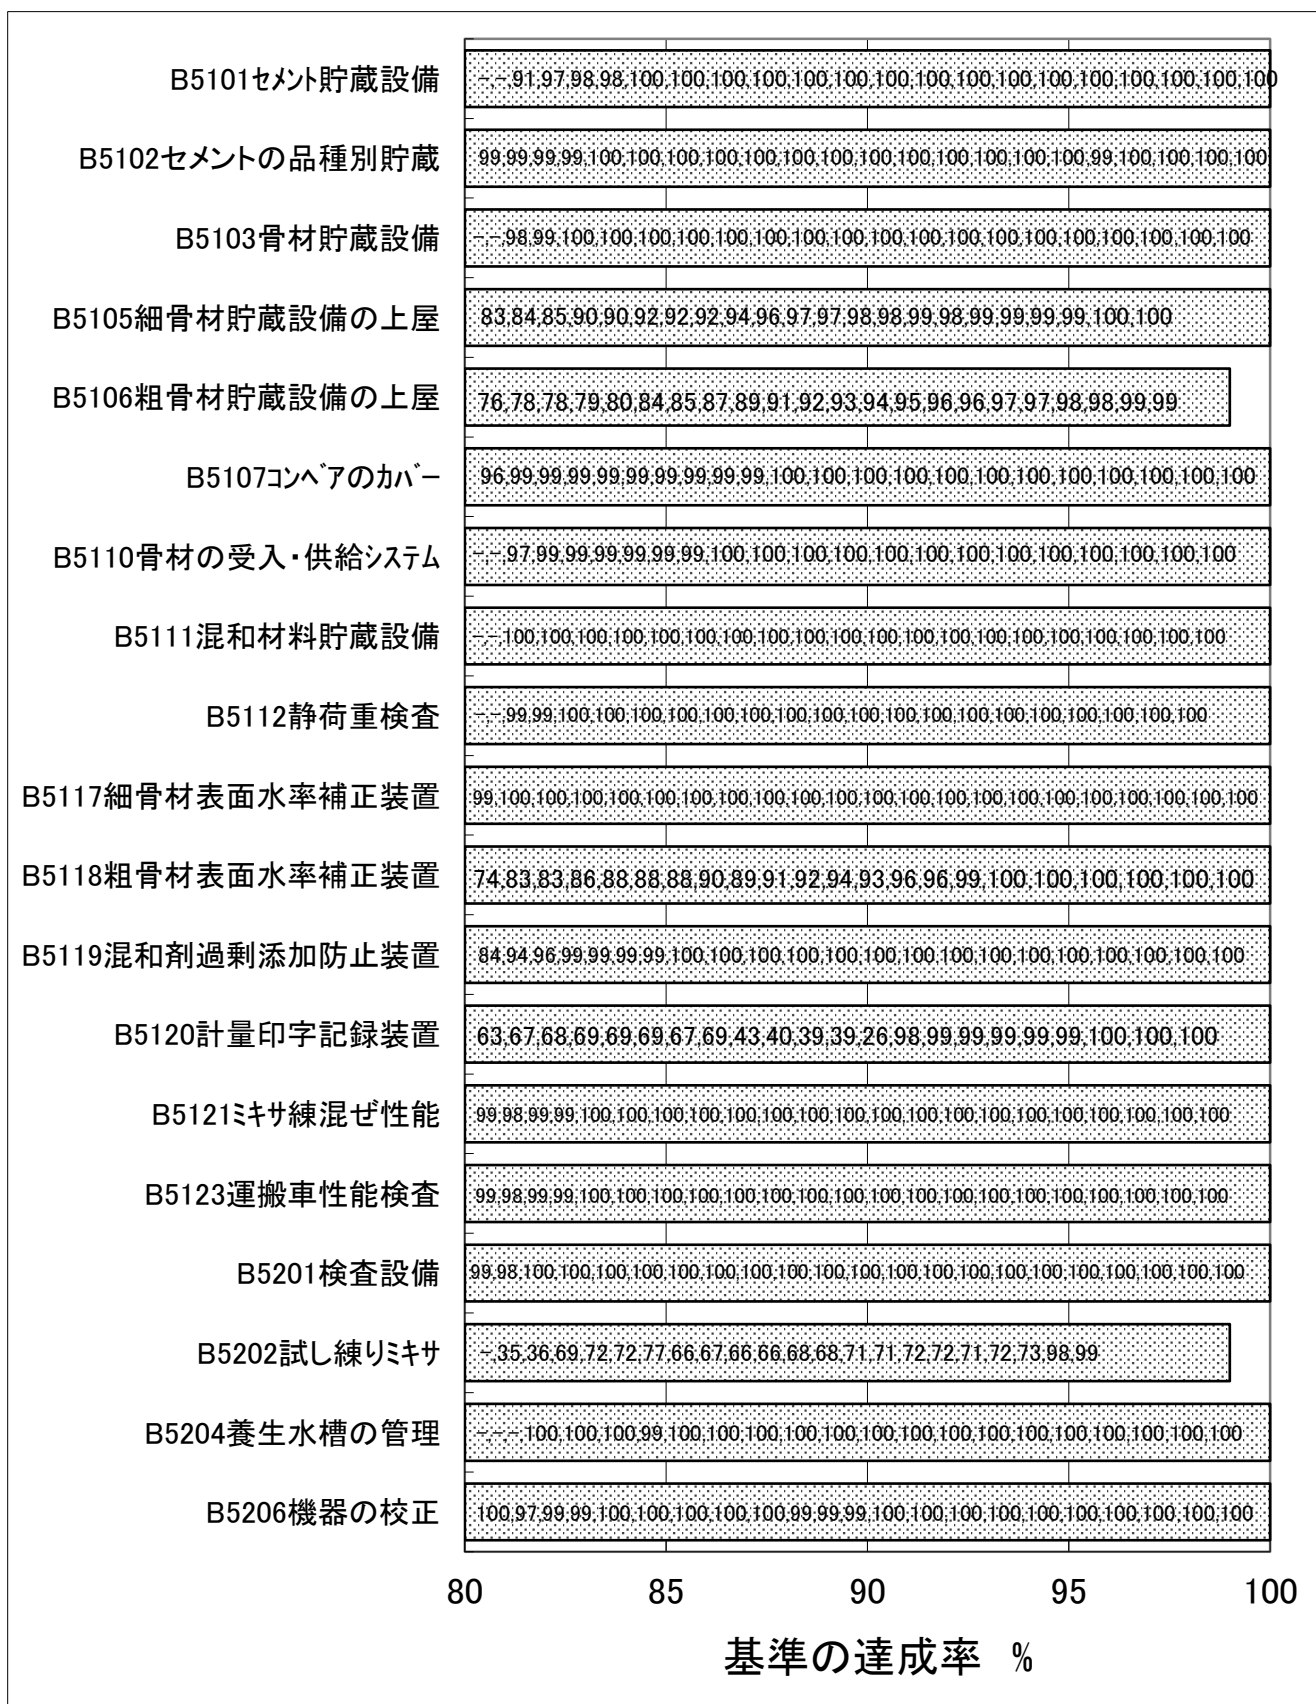 B5101セメント貯蔵設備 -,-,91,97,98,98,100,100,100,100,100,100,100,100,100,100,100,99,100,100,100,100
B5102セメントの品種別貯蔵 99,99,99,99,100,100,100,100,100,100,100,100,100,100,100,100,100,99,100,100,100,100
B5103骨材貯蔵設備 -,-,98,99,100,100,100,100,100,100,100,100,100,100,100,100,100,100,100,100,100,100
B5105細骨材貯蔵設備の上屋 83,84,85,90,90,92,92,92,94,96,97,97,98,98,99,98,99,99,99,99,100,100
B5106粗骨材貯蔵設備の上屋 76,78,78,79,80,84,85,87,89,91,92,93,94,95,96,96,97,97,98,98,99,99
B5107コンベアのカバー 96,99,99,99,99,99,99,99,99,99,100,100,100,100,100,100,100,100,100,100,100,100
B5110骨材の受入・供給システム -,-,97,99,99,99,99,99,99,100,100,100,100,100,100,100,100,100,100,100,100,100
B5111混和材料貯蔵設備 -,-,100,100,100,100,100,100,100,100,100,100,100,100,100,100,100,100,100,100,100,100
B5112静荷重検査 -,-,99,99,100,100,100,100,100,100,100,100,100,100,100,100,100,100,100,100,100,100
B5117細骨材表面水率補正装置 99,100,100,100,100,100,100,100,100,100,100,100,100,100,100,100,100,100,100,100,100,100
B5118粗骨材表面水率補正装置 74,83,83,86,88,88,88,90,89,91,92,94,93,96,96,99,100,100,100,100,100,100
B5119混和剤過剰添加防止装置 84,94,96,99,99,99,99,100,100,100,100,100,100,100,100,100,100,100,100,100,100,100
B5120計量印字記録装置 63,67,68,69,69,69,67,69,43,40,39,39,26,98,99,99,99,99,99,100,100,100
B5121ミキサ練混ぜ性能 99,98,99,99,100,100,100,100,100,100,100,100,100,100,100,100,100,100,100,100,100,100
B5123運搬車性能検査 99,98,99,99,100,100,100,100,100,100,100,100,100,100,100,100,100,100,100,100,100,100
B5201検査設備 99,98,100,100,100,100,100,100,100,100,100,100,100,100,100,100,100,100,100,100,100,100
B5202試し練りミキサ -,35,36,69,72,72,77,66,67,66,66,68,68,71,71,72,72,71,72,73,98,99
B5204養生水槽の管理 -,-,-,100,100,100,99,100,100,100,100,100,100,100,100,100,100,100,100,100,100,100
B5206機器の校正 100,97,99,99,100,100,100,100,100,99,99,99,100,100,100,100,100,100,100,100,100,100
80 85 90 95 100
基準の達成率 %